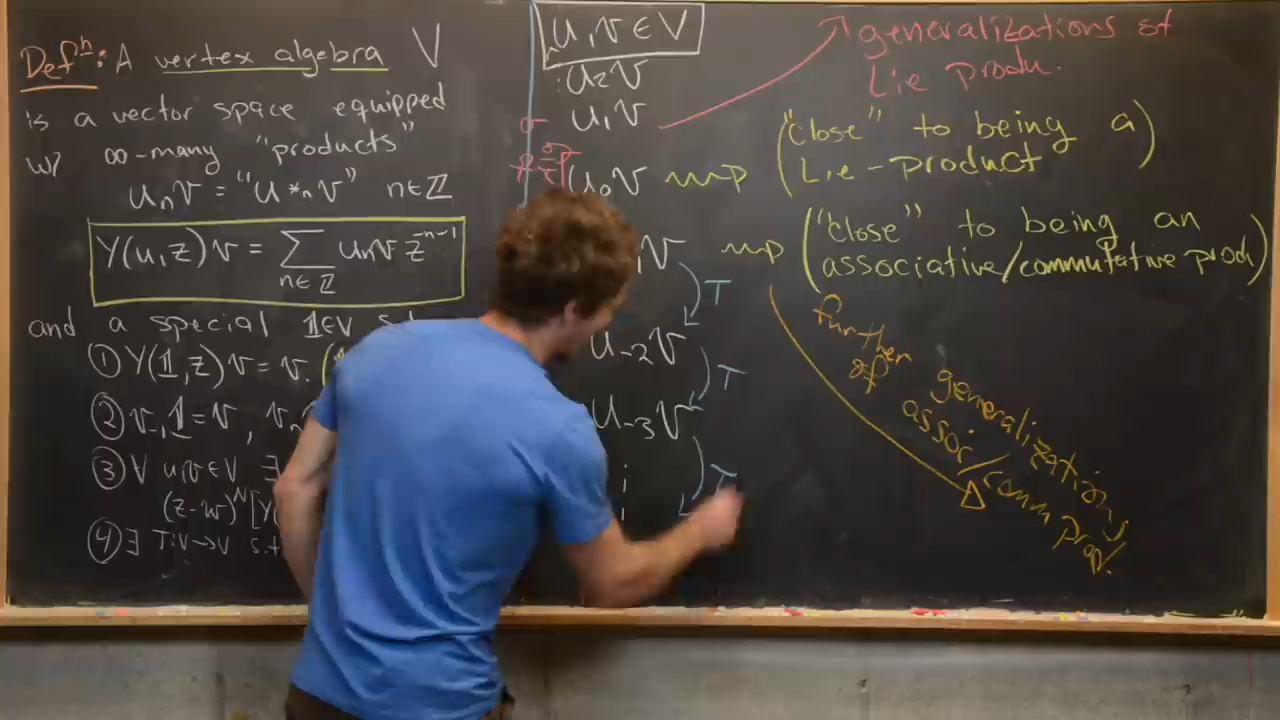 Defⁿ: A vertex algebra V
is a vector space equipped
w/ ∞-many "products"
uₙv = "u *ₙ v" n∈ℤ
Y(u,z)v = ∑ uₙv z⁻ⁿ⁻¹
n∈ℤ
and a special 𝟙∈V
① Y(𝟙,z)v = v.
② v₋₁𝟙 = v ,
③ ∀ u,v∈V ∃
(z-w)ᴺ[Y(
④ ∃ T:V→V s.t
u,v∈V
u₂v
u₁v
u₀v
v
u₋₂v
u₋₃v
T
T
T
generalizations of
Lie produ.
("close" to being a)
Lie-product
("close" to being an
associative/commutative prod)
further generalizations
of assoc/comm prod.